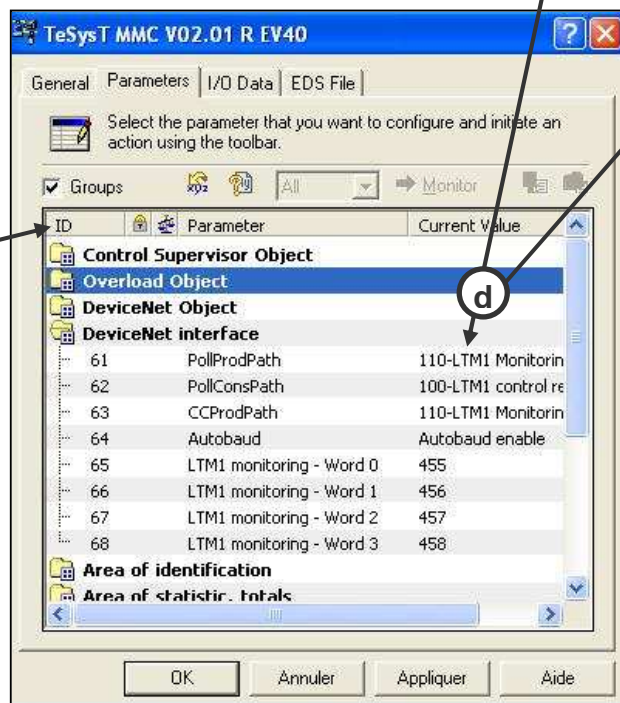 TeSysT MMC V02.01 R EV40
General Parameters I/O Data EDS File
Select the parameter that you want to configure and initiate an
action using the toolbar.
Groups xyz All Monitor
ID Parameter Current Value
Control Supervisor Object
Overload Object
d
DeviceNet Object
DeviceNet interface
61 PollProdPath 110-LTM1 Monitorin
62 PollConsPath 100-LTM1 control re
63 CCProdPath 110-LTM1 Monitorin
64 Autobaud Autobaud enable
65 LTM1 monitoring - Word 0 455
66 LTM1 monitoring - Word 1 456
67 LTM1 monitoring - Word 2 457
68 LTM1 monitoring - Word 3 458
Area of identification
Area of statistic, totals
OK Annuler Appliquer Aide